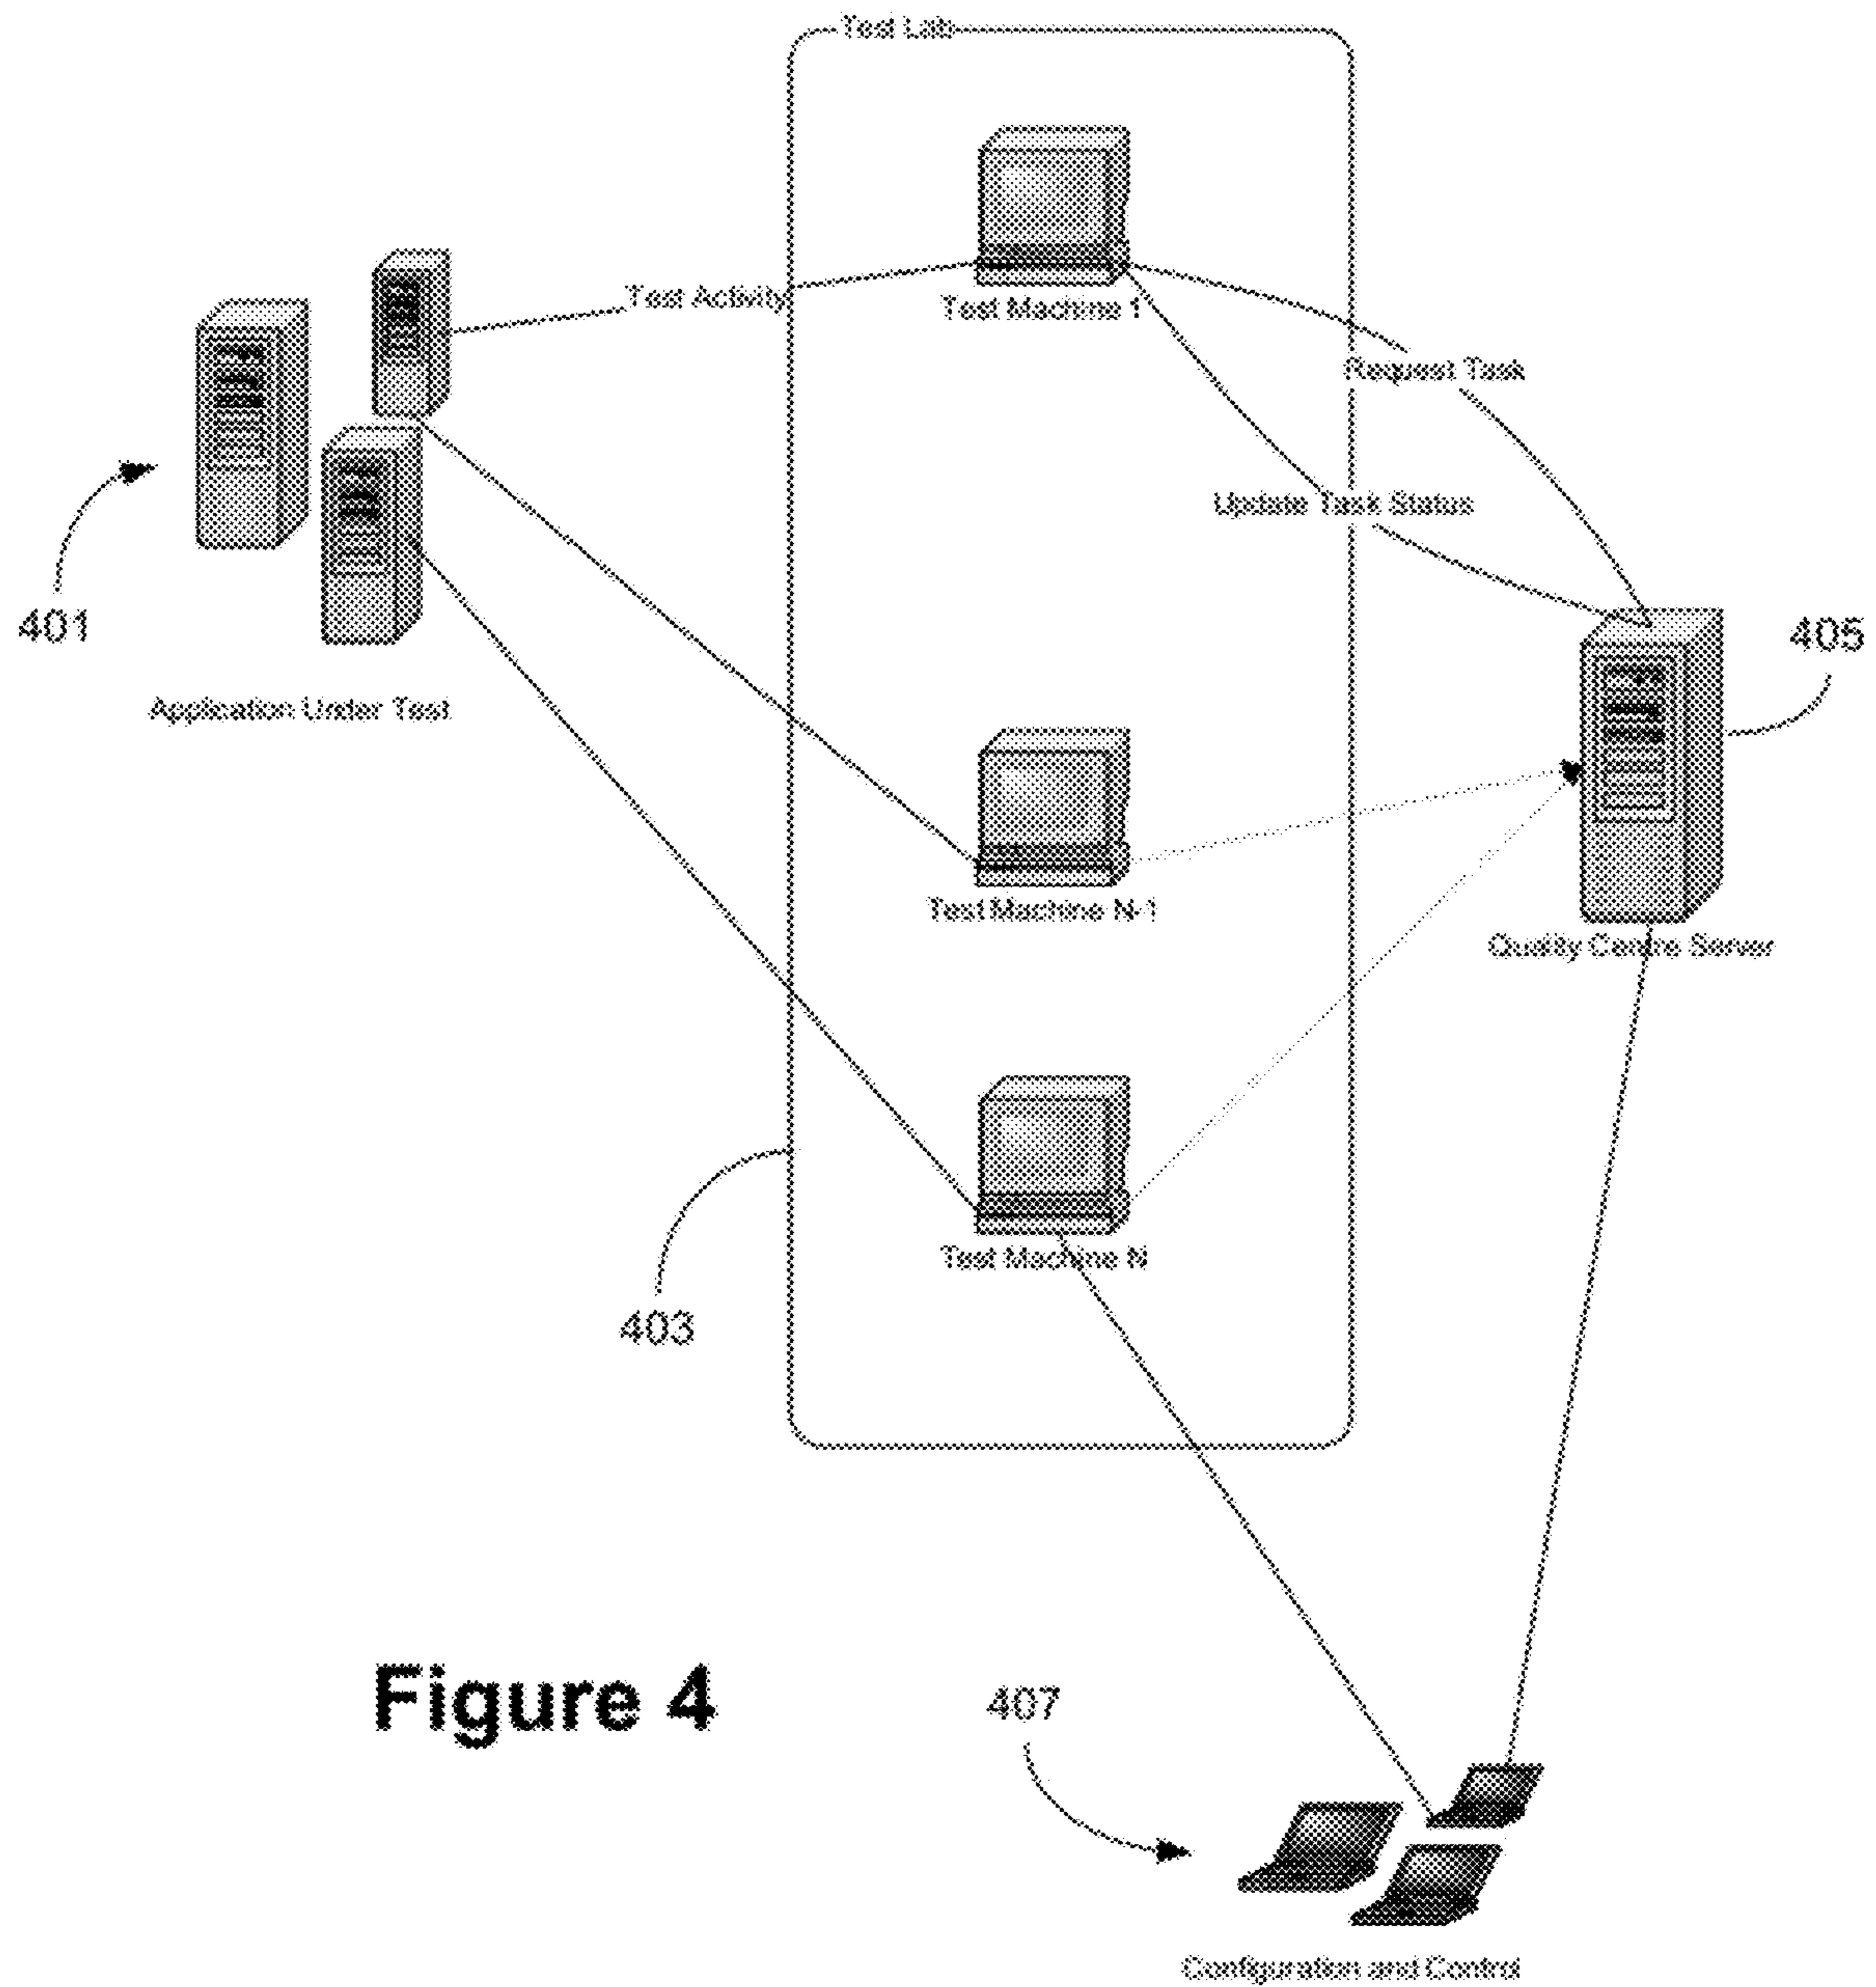 Test Lab
Test Activity
Test Machine 1
Request Task
Update Task Status
401
405
Application Under Test
Test Machine N-1
Quality Centre Server
Test Machine N
403
Figure 4
407
Configuration and Control